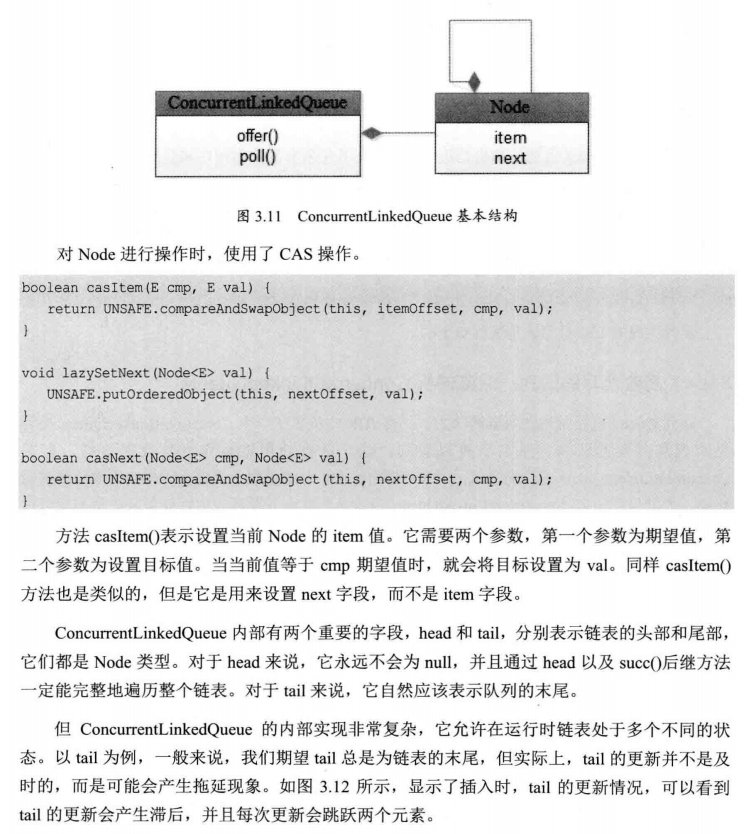 ConcurrentLinkedQueue
offer()
poll()
Node
item
next
图 3.11 ConcurrentLinkedQueue 基本结构
对 Node 进行操作时，使用了 CAS 操作。
boolean casItem(E cmp, E val) {
return UNSAFE.compareAndSwapObject(this, itemOffset, cmp, val);
}
void lazySetNext(Node<E> val) {
UNSAFE.putOrderedObject(this, nextOffset, val);
}
boolean casNext(Node<E> cmp, Node<E> val) {
return UNSAFE.compareAndSwapObject(this, nextOffset, cmp, val);
}
方法 casItem()表示设置当前 Node 的 item 值。它需要两个参数，第一个参数为期望值，第
二个参数为设置目标值。当当前值等于 cmp 期望值时，就会将目标设置为 val。同样 casItem()
方法也是类似的，但是它是用来设置 next 字段，而不是 item 字段。
ConcurrentLinkedQueue 内部有两个重要的字段，head 和 tail，分别表示链表的头部和尾部，
它们都是 Node 类型。对于 head 来说，它永远不会为 null，并且通过 head 以及 succ()后继方法
一定能完整地遍历整个链表。对于 tail 来说，它自然应该表示队列的末尾。
但 ConcurrentLinkedQueue 的内部实现非常复杂，它允许在运行时链表处于多个不同的状
态。以 tail 为例，一般来说，我们期望 tail 总是为链表的末尾，但实际上，tail 的更新并不是及
时的，而是可能会产生拖延现象。如图 3.12 所示，显示了插入时，tail 的更新情况，可以看到
tail 的更新会产生滞后，并且每次更新会跳跃两个元素。